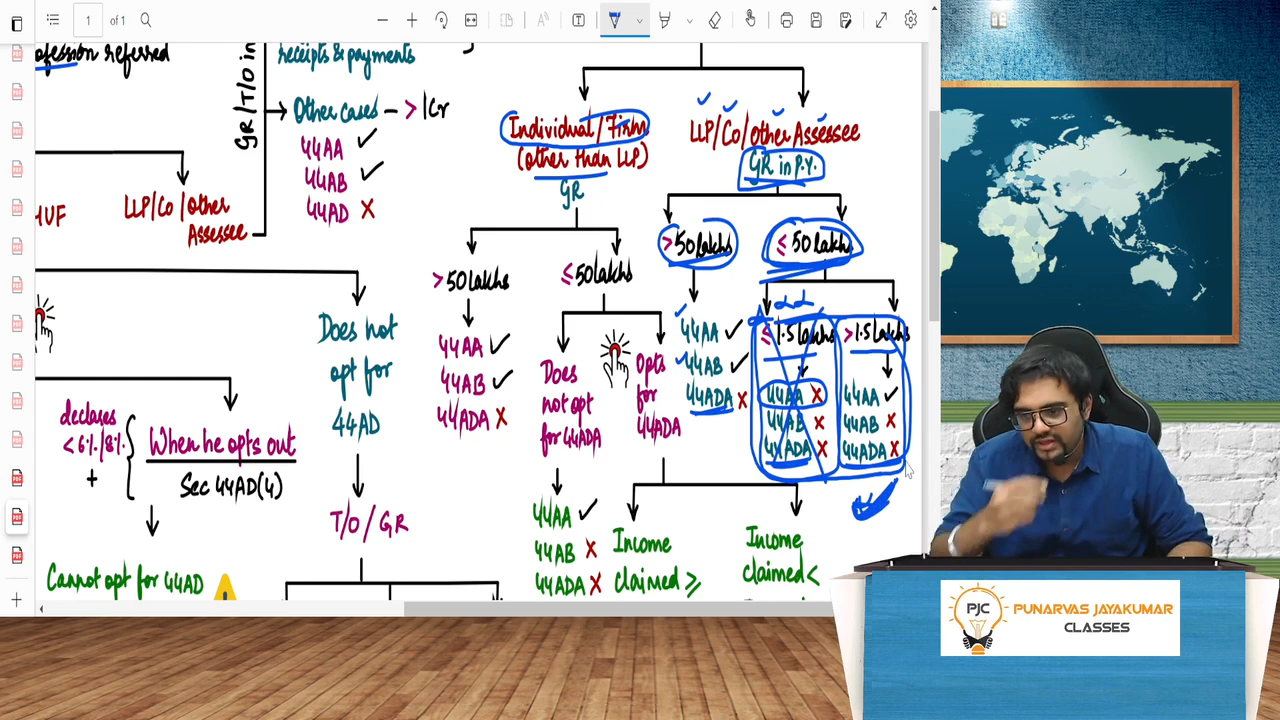 1 of 1
ofession referred
receipts & payments
GR/T/O in
Other cases - > 1Cr
44AA ✓
44AB ✓
44AD X
HUF
LLP/Co/other
Assessee
Individual/Firm
(other than LLP)
GR
LLP/Co/other Assessee
GR in P.Y.
> 50 lakhs
≤ 50 lakhs
> 50 lakhs
≤ 50 lakhs
44AA ✓
44AB ✓
44ADA X
≤ 1.5 lakhs
44AA X
44AB X
44ADA X
> 1.5 lakhs
44AA ✓
44AB X
44ADA X
44AA ✓
44AB ✓
44ADA X
Does
not opt
for 44ADA
Opts
for
44ADA
Does not
opt for
44AD
declares
< 6%/8%
+
When he opts out
Sec 44AD(4)
T/O/GR
Cannot opt for 44AD
44AA ✓
44AB X
44ADA X
Income
claimed ≥
Income
claimed <
PJC
PUNARVAS JAYAKUMAR
CLASSES